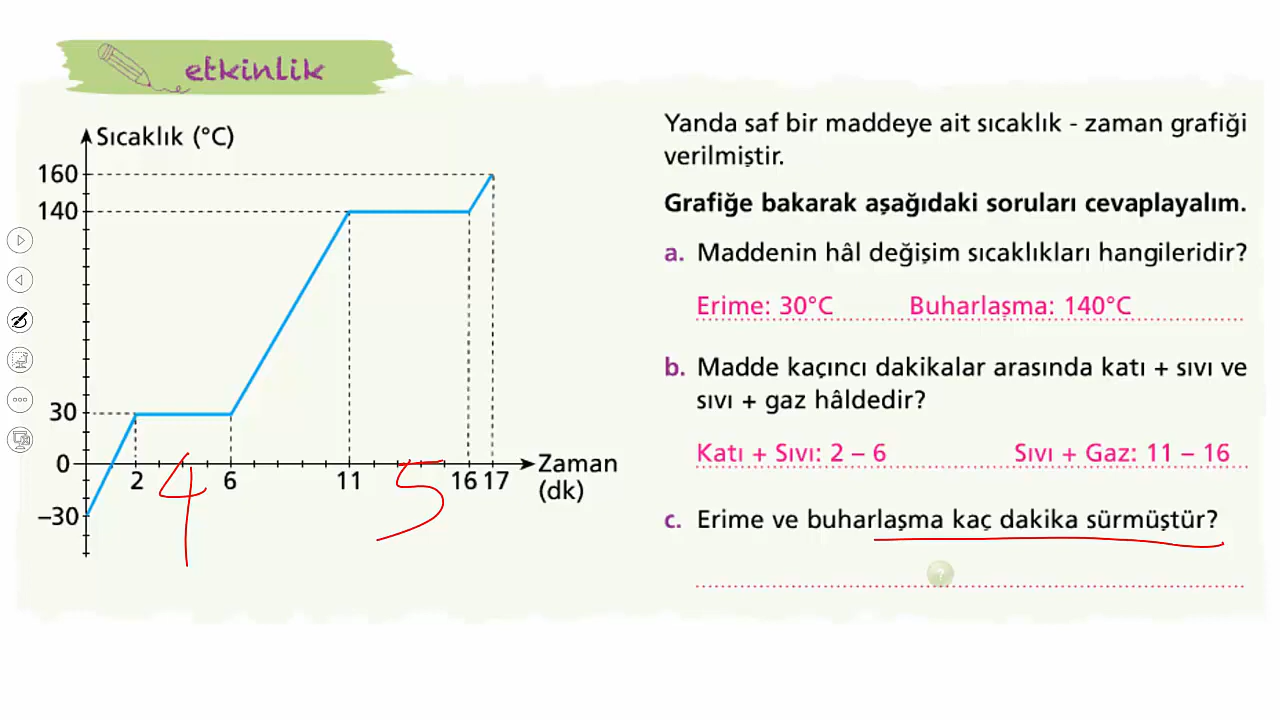 etkinlik
Sıcaklık (°C)
160
140
30
0
–30
2
6
11
16 17
Zaman
(dk)
4
5
Yanda saf bir maddeye ait sıcaklık - zaman grafiği
verilmiştir.
Grafiğe bakarak aşağıdaki soruları cevaplayalım.
a. Maddenin hâl değişim sıcaklıkları hangileridir?
Erime: 30°C Buharlaşma: 140°C
b. Madde kaçıncı dakikalar arasında katı + sıvı ve
sıvı + gaz hâldedir?
Katı + Sıvı: 2 – 6 Sıvı + Gaz: 11 – 16
c. Erime ve buharlaşma kaç dakika sürmüştür?
?